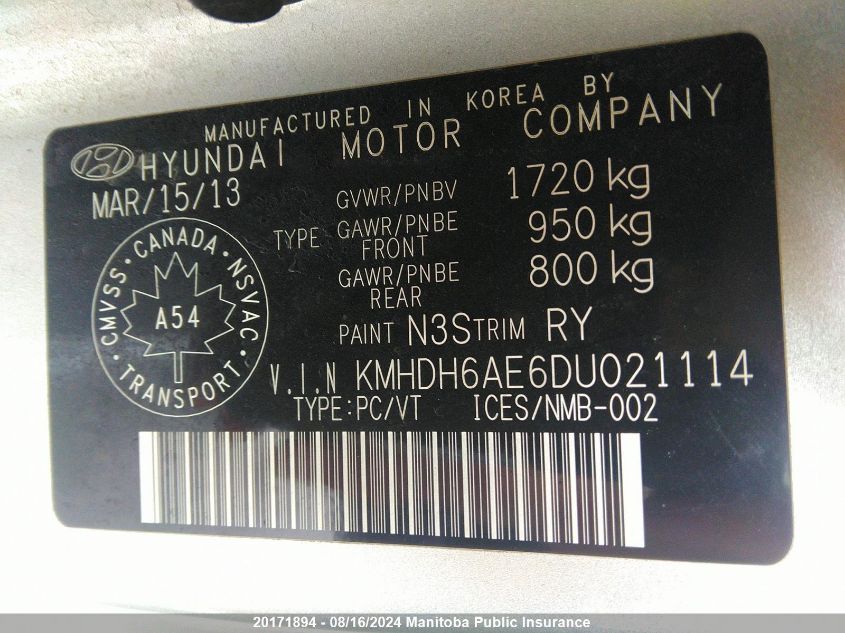 MANUFACTURED IN KOREA BY
HYUNDAI MOTOR COMPANY
MAR/15/13
GVWR/PNBV 1720 kg
TYPE GAWR/PNBE FRONT 950 kg
GAWR/PNBE REAR 800 kg
CMVSS · CANADA · NSVAC · TRANSPORT ·
A54
PAINT N3S TRIM RY
V.I.N KMHDH6AE6DU021114
TYPE:PC/VT ICES/NMB-002
20171894 - 08/16/2024 Manitoba Public Insurance